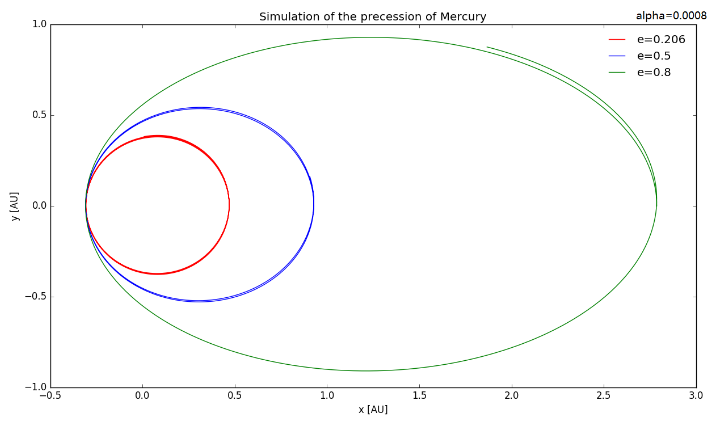 Simulation of the precession of Mercury
alpha=0.0008
e=0.206
e=0.5
e=0.8
1.0
0.5
0.0
−0.5
−1.0
y [AU]
−0.5
0.0
0.5
1.0
1.5
2.0
2.5
3.0
x [AU]